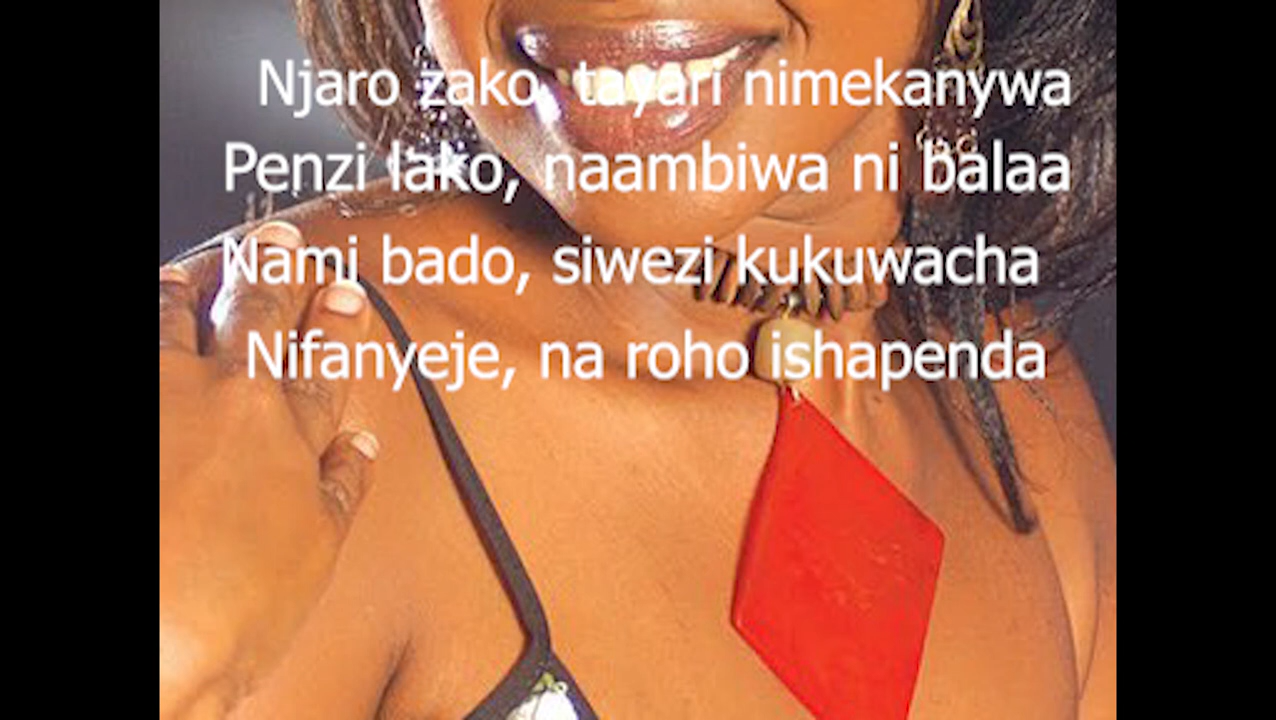 Njaro zako, tayari nimekanywa
Penzi lako, naambiwa ni balaa
Nami bado, siwezi kukuwacha
Nifanyeje, na roho ishapenda